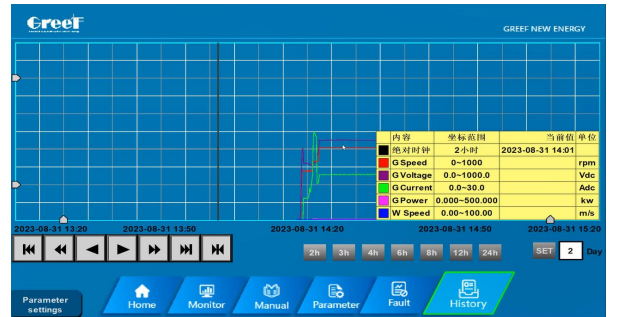 Greef
GREEF NEW ENERGY
内容 坐标范围 当前值 单位
绝对时钟 2小时 2023-08-31 14:01
G Speed 0~1000 rpm
G Voltage 0.0~1000.0 Vdc
G Current 0.0~30.0 Adc
G Power 0.000~500.000 kw
W Speed 0.00~100.00 m/s
2023-08-31 13:20 2023-08-31 13:50 2023-08-31 14:20 2023-08-31 14:50 2023-08-31 15:20
2h 3h 4h 6h 8h 12h 24h SET 2 Day
Parameter
settings
Home Monitor Manual Parameter Fault History